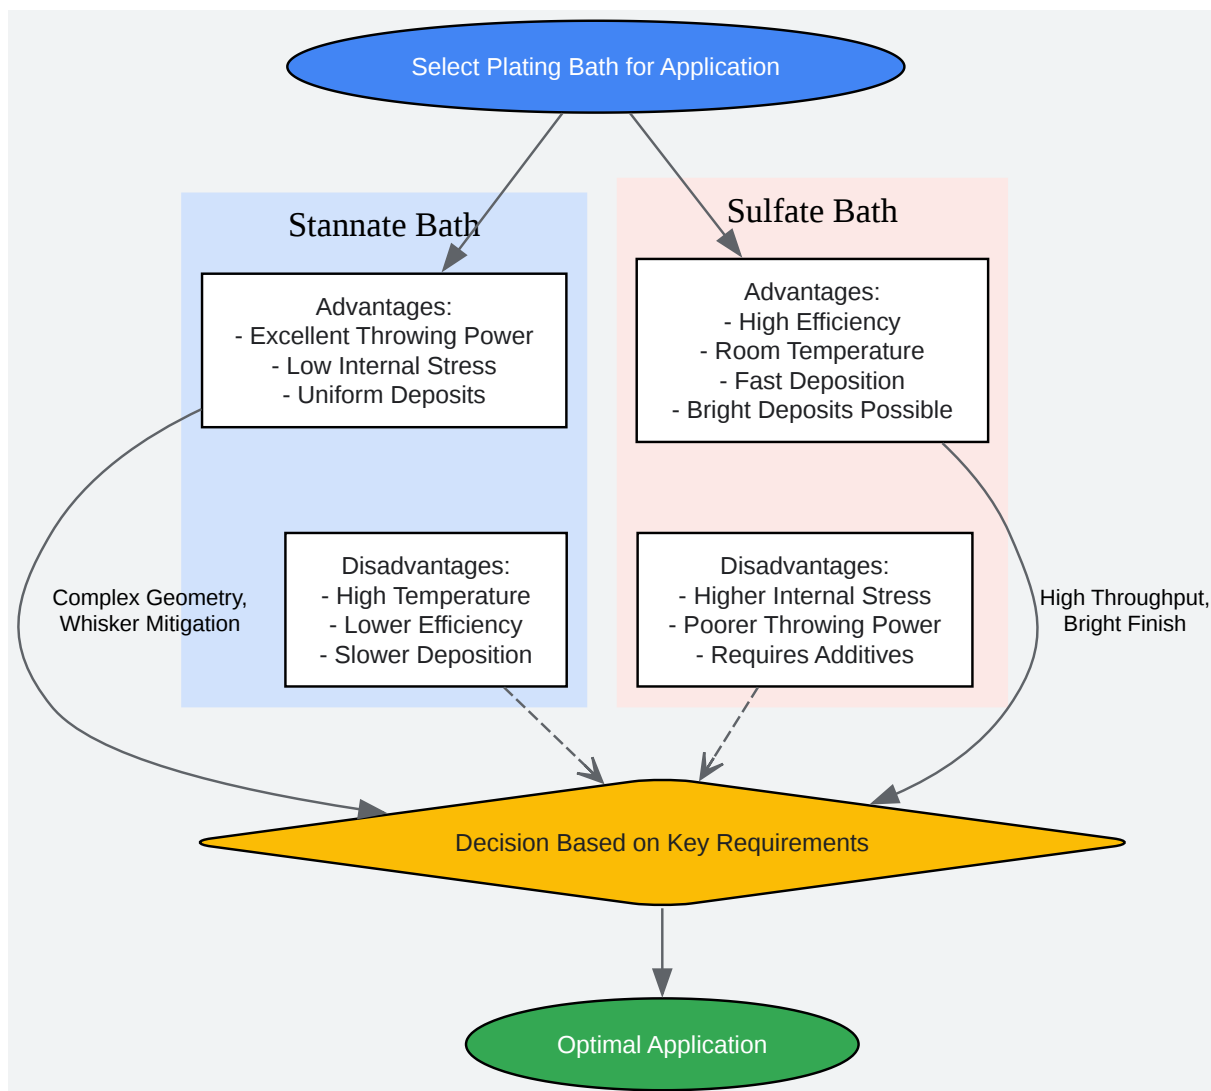 Select Plating Bath for Application
Stannate Bath
Advantages:
- Excellent Throwing Power
- Low Internal Stress
- Uniform Deposits
Disadvantages:
- High Temperature
- Lower Efficiency
- Slower Deposition
Complex Geometry,
Whisker Mitigation
Sulfate Bath
Advantages:
- High Efficiency
- Room Temperature
- Fast Deposition
- Bright Deposits Possible
Disadvantages:
- Higher Internal Stress
- Poorer Throwing Power
- Requires Additives
High Throughput,
Bright Finish
Decision Based on Key Requirements
Optimal Application